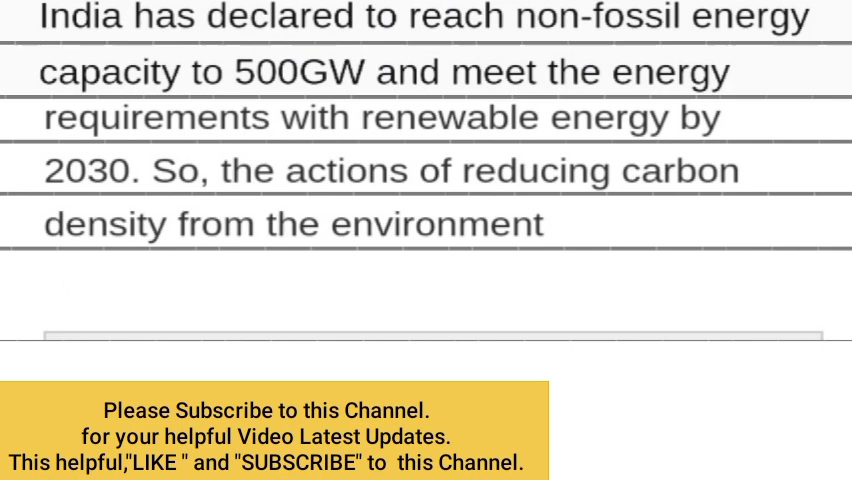 India has declared to reach non-fossil energy
capacity to 500GW and meet the energy
requirements with renewable energy by
2030. So, the actions of reducing carbon
density from the environment
Please Subscribe to this Channel.
for your helpful Video Latest Updates.
This helpful,"LIKE " and "SUBSCRIBE" to  this Channel.